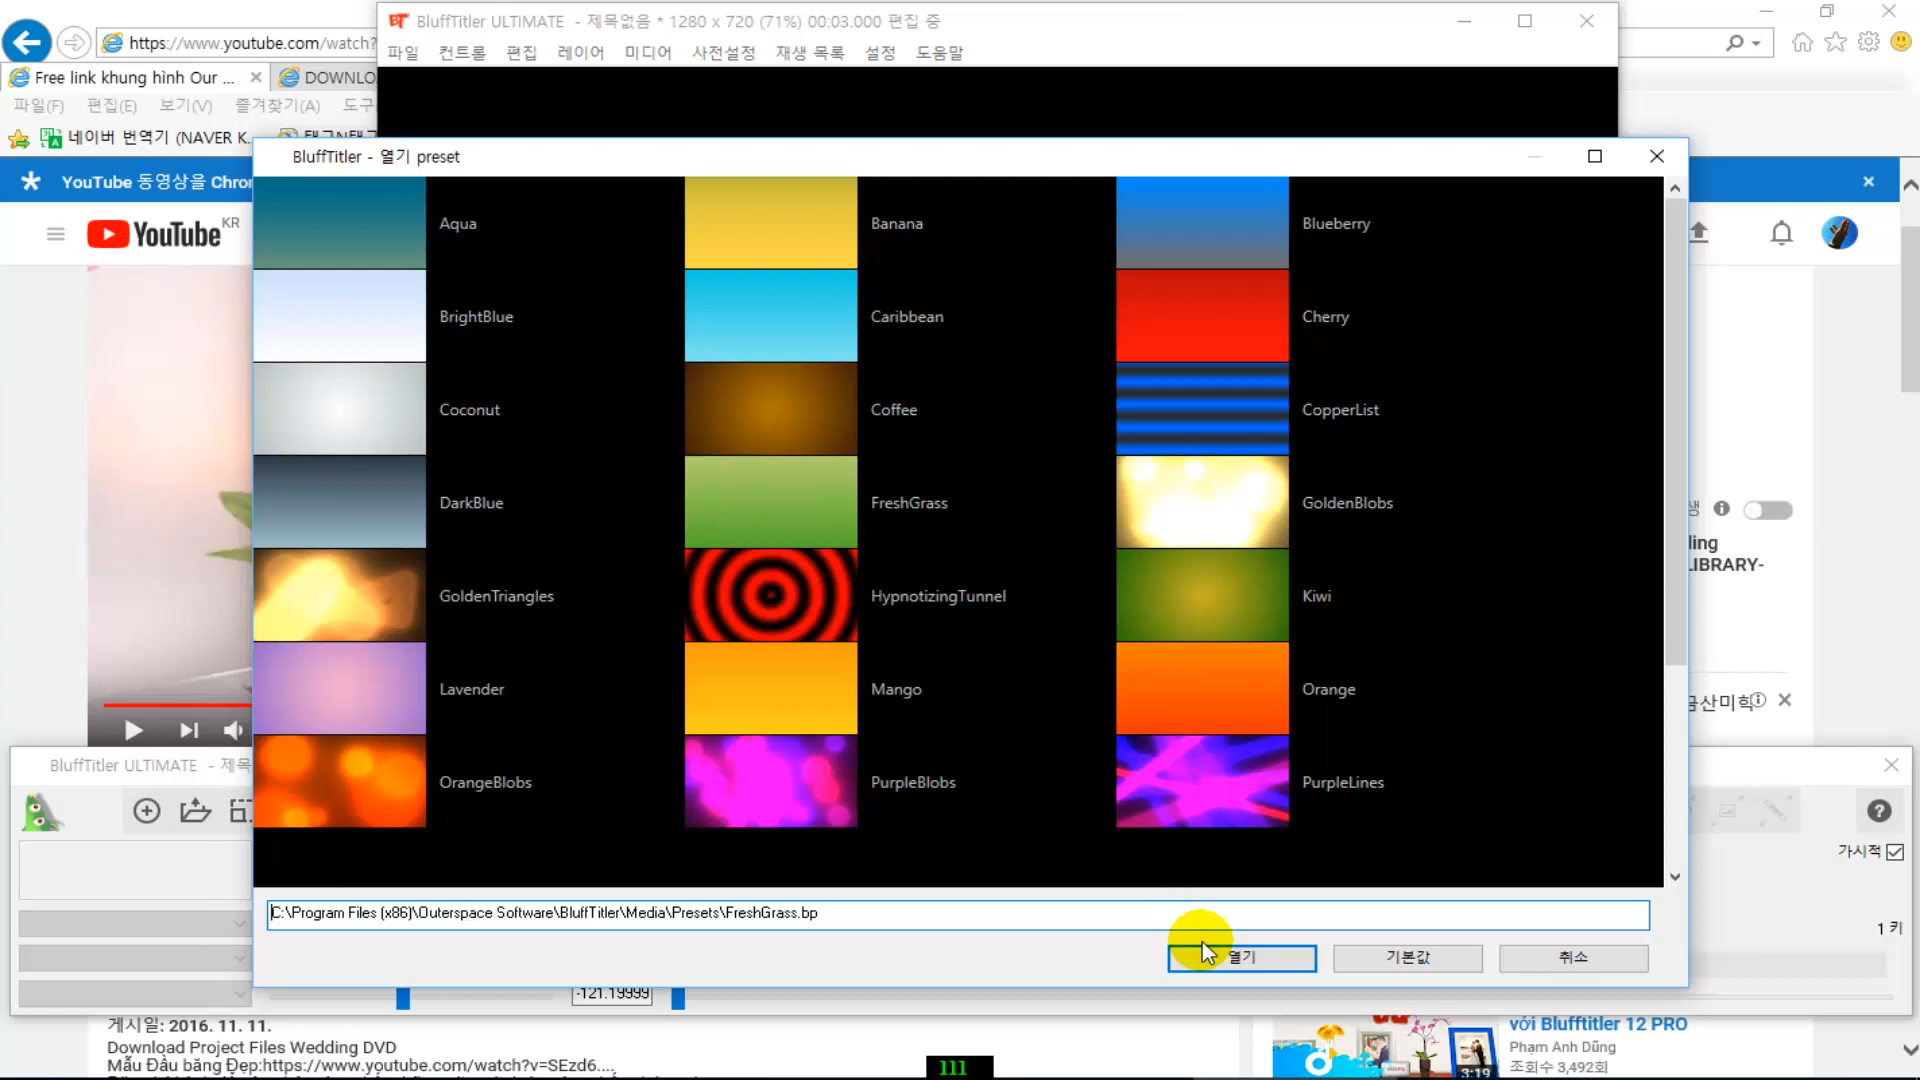 BluffTitler ULTIMATE - 제목없음 * 1280 x 720 (71%) 00:03.000 편집 중
https://www.youtube.com/watch?
파일 컨트롤 편집 레이어 미디어 사전설정 재생 목록 설정 도움말
Free link khung hình Our ...
DOWNLO
파일(F) 편집(E) 보기(V) 즐겨찾기(A) 도구
네이버 번역기 (NAVER K...
BluffTitler - 열기 preset
YouTube 동영상을 Chron
YouTube KR
Aqua
Banana
Blueberry
BrightBlue
Caribbean
Cherry
Coconut
Coffee
CopperList
DarkBlue
FreshGrass
GoldenBlobs
GoldenTriangles
HypnotizingTunnel
Kiwi
Lavender
Mango
Orange
OrangeBlobs
PurpleBlobs
PurpleLines
생
ling
LIBRARY-
금산미학
BluffTitler ULTIMATE - 제목
가시적
C:\Program Files (x86)\Outerspace Software\BluffTitler\Media\Presets\FreshGrass.bp
1 키
열기 기본값 취소
-121.19999
게시일: 2016. 11. 11.
Download Project Files Wedding DVD
Mẫu Đầu băng Đẹp:https://www.youtube.com/watch?v=SEzd6....
111
với Blufftitler 12 PRO
Phạm Anh Dũng
조회수 3,492회
3:19